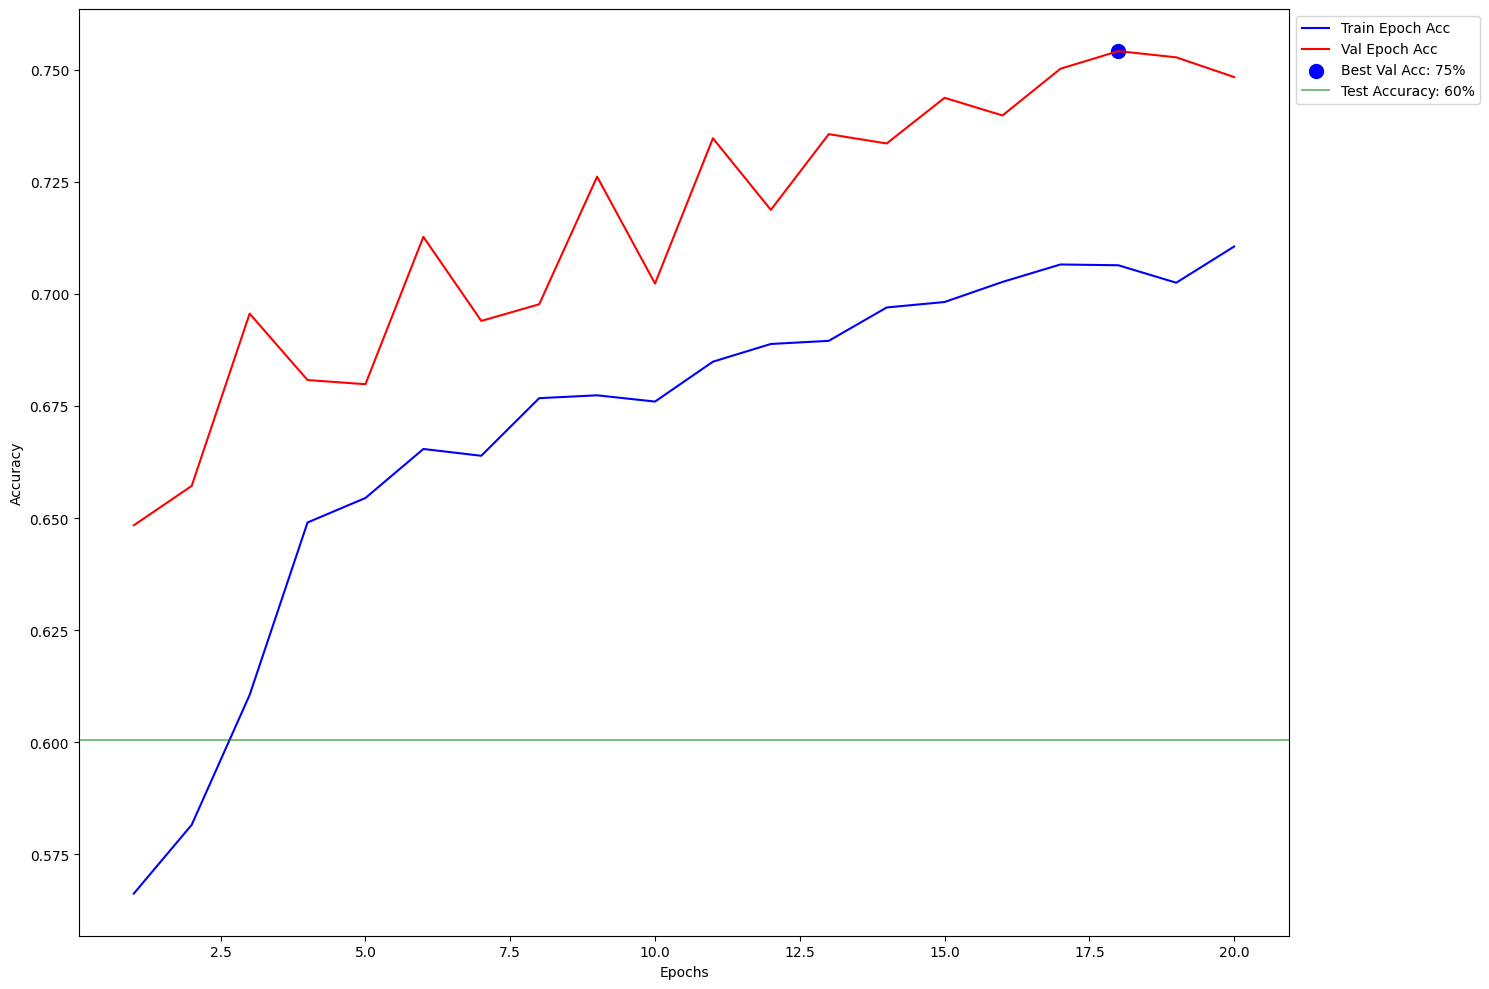 Train Epoch Acc
Val Epoch Acc
Best Val Acc: 75%
Test Accuracy: 60%
Accuracy
0.750
0.725
0.700
0.675
0.650
0.625
0.600
0.575
2.5 5.0 7.5 10.0 12.5 15.0 17.5 20.0
Epochs